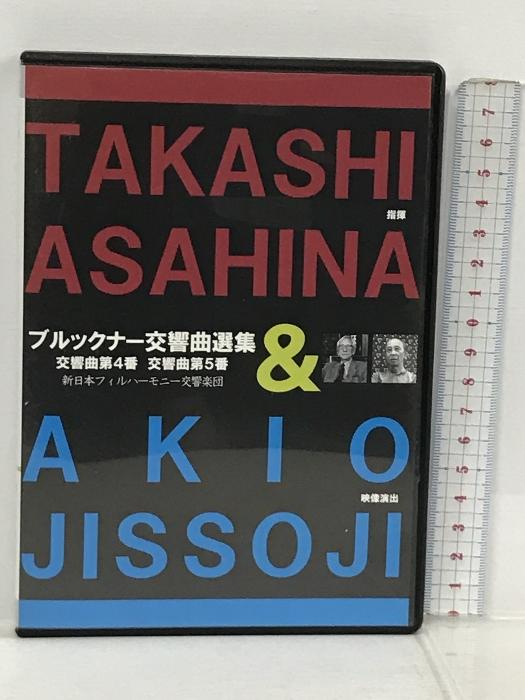 TAKASHI
指揮
ASAHINA
ブルックナー交響曲選集
交響曲第4番 交響曲第5番
新日本フィルハーモニー交響楽団
&
AKIO
映像演出
JISSOJI